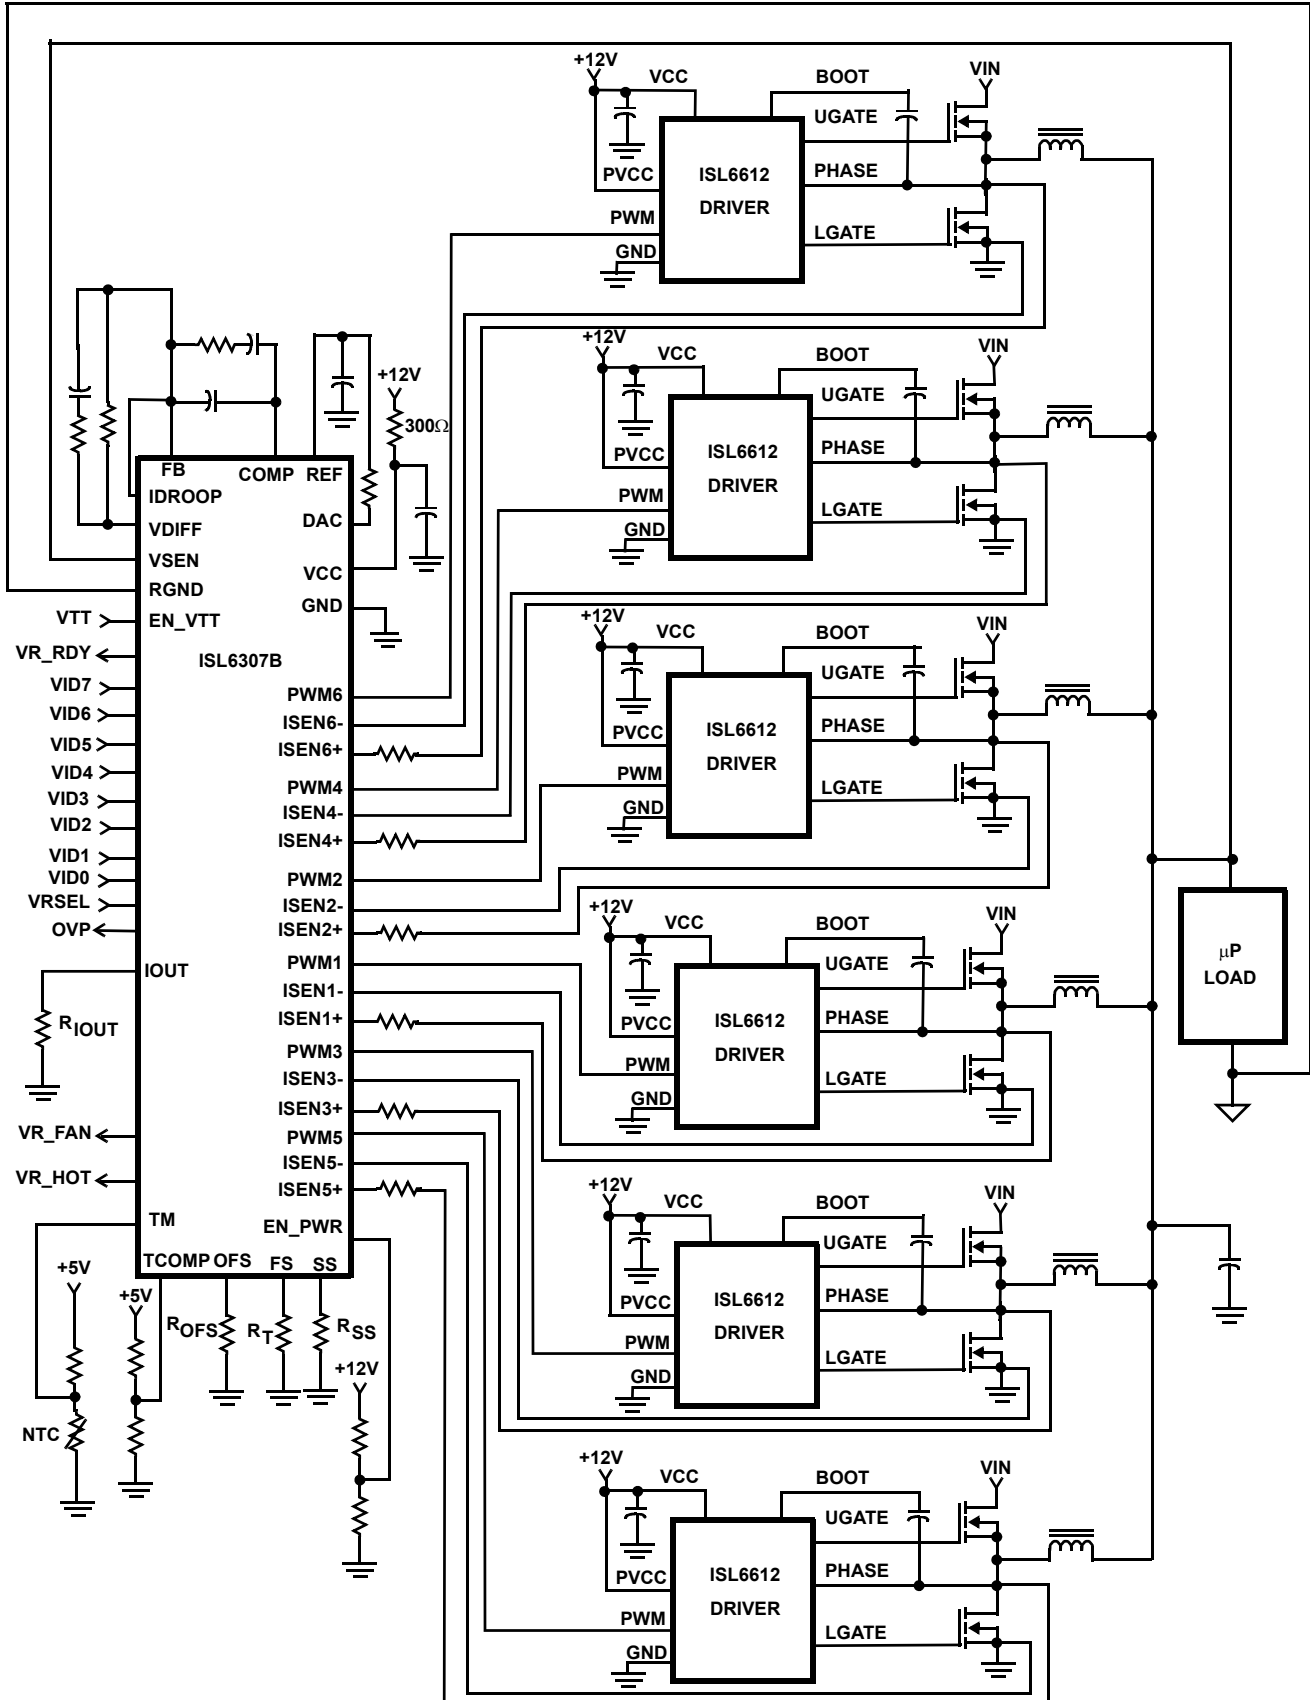 +12V
VCC
BOOT
VIN
UGATE
PVCC
ISL6612
DRIVER
PHASE
PWM
LGATE
GND
+12V
VCC
BOOT
VIN
UGATE
PVCC
ISL6612
DRIVER
PHASE
PWM
LGATE
GND
+12V
VCC
BOOT
VIN
UGATE
PVCC
ISL6612
DRIVER
PHASE
PWM
LGATE
GND
+12V
VCC
BOOT
VIN
UGATE
PVCC
ISL6612
DRIVER
PHASE
PWM
LGATE
GND
+12V
VCC
BOOT
VIN
UGATE
PVCC
ISL6612
DRIVER
PHASE
PWM
LGATE
GND
+12V
VCC
BOOT
VIN
UGATE
PVCC
ISL6612
DRIVER
PHASE
PWM
LGATE
GND
+12V
300Ω
FB
COMP
REF
IDROOP
VDIFF
DAC
VSEN
VCC
RGND
GND
VTT
EN_VTT
VR_RDY
ISL6307B
VID7
VID6
VID5
VID4
VID3
VID2
VID1
VID0
VRSEL
OVP
IOUT
RIOUT
VR_FAN
VR_HOT
TM
PWM6
ISEN6-
ISEN6+
PWM4
ISEN4-
ISEN4+
PWM2
ISEN2-
ISEN2+
PWM1
ISEN1-
ISEN1+
PWM3
ISEN3-
ISEN3+
PWM5
ISEN5-
ISEN5+
EN_PWR
TCOMP
OFS
FS
SS
+5V
+5V
ROFS
RT
RSS
+12V
NTC
μP
LOAD